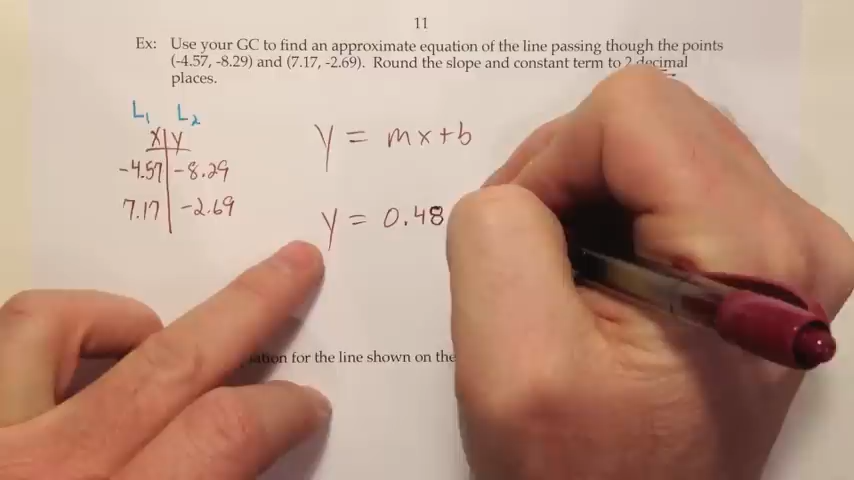 11
Ex: Use your GC to find an approximate equation of the line passing though the points
(-4.57, -8.29) and (7.17, -2.69). Round the slope and constant term to 2 decimal
places.
L1 L2
X Y
-4.57 -8.29
7.17 -2.69
y = mx+b
y = 0.48
for the line shown on the